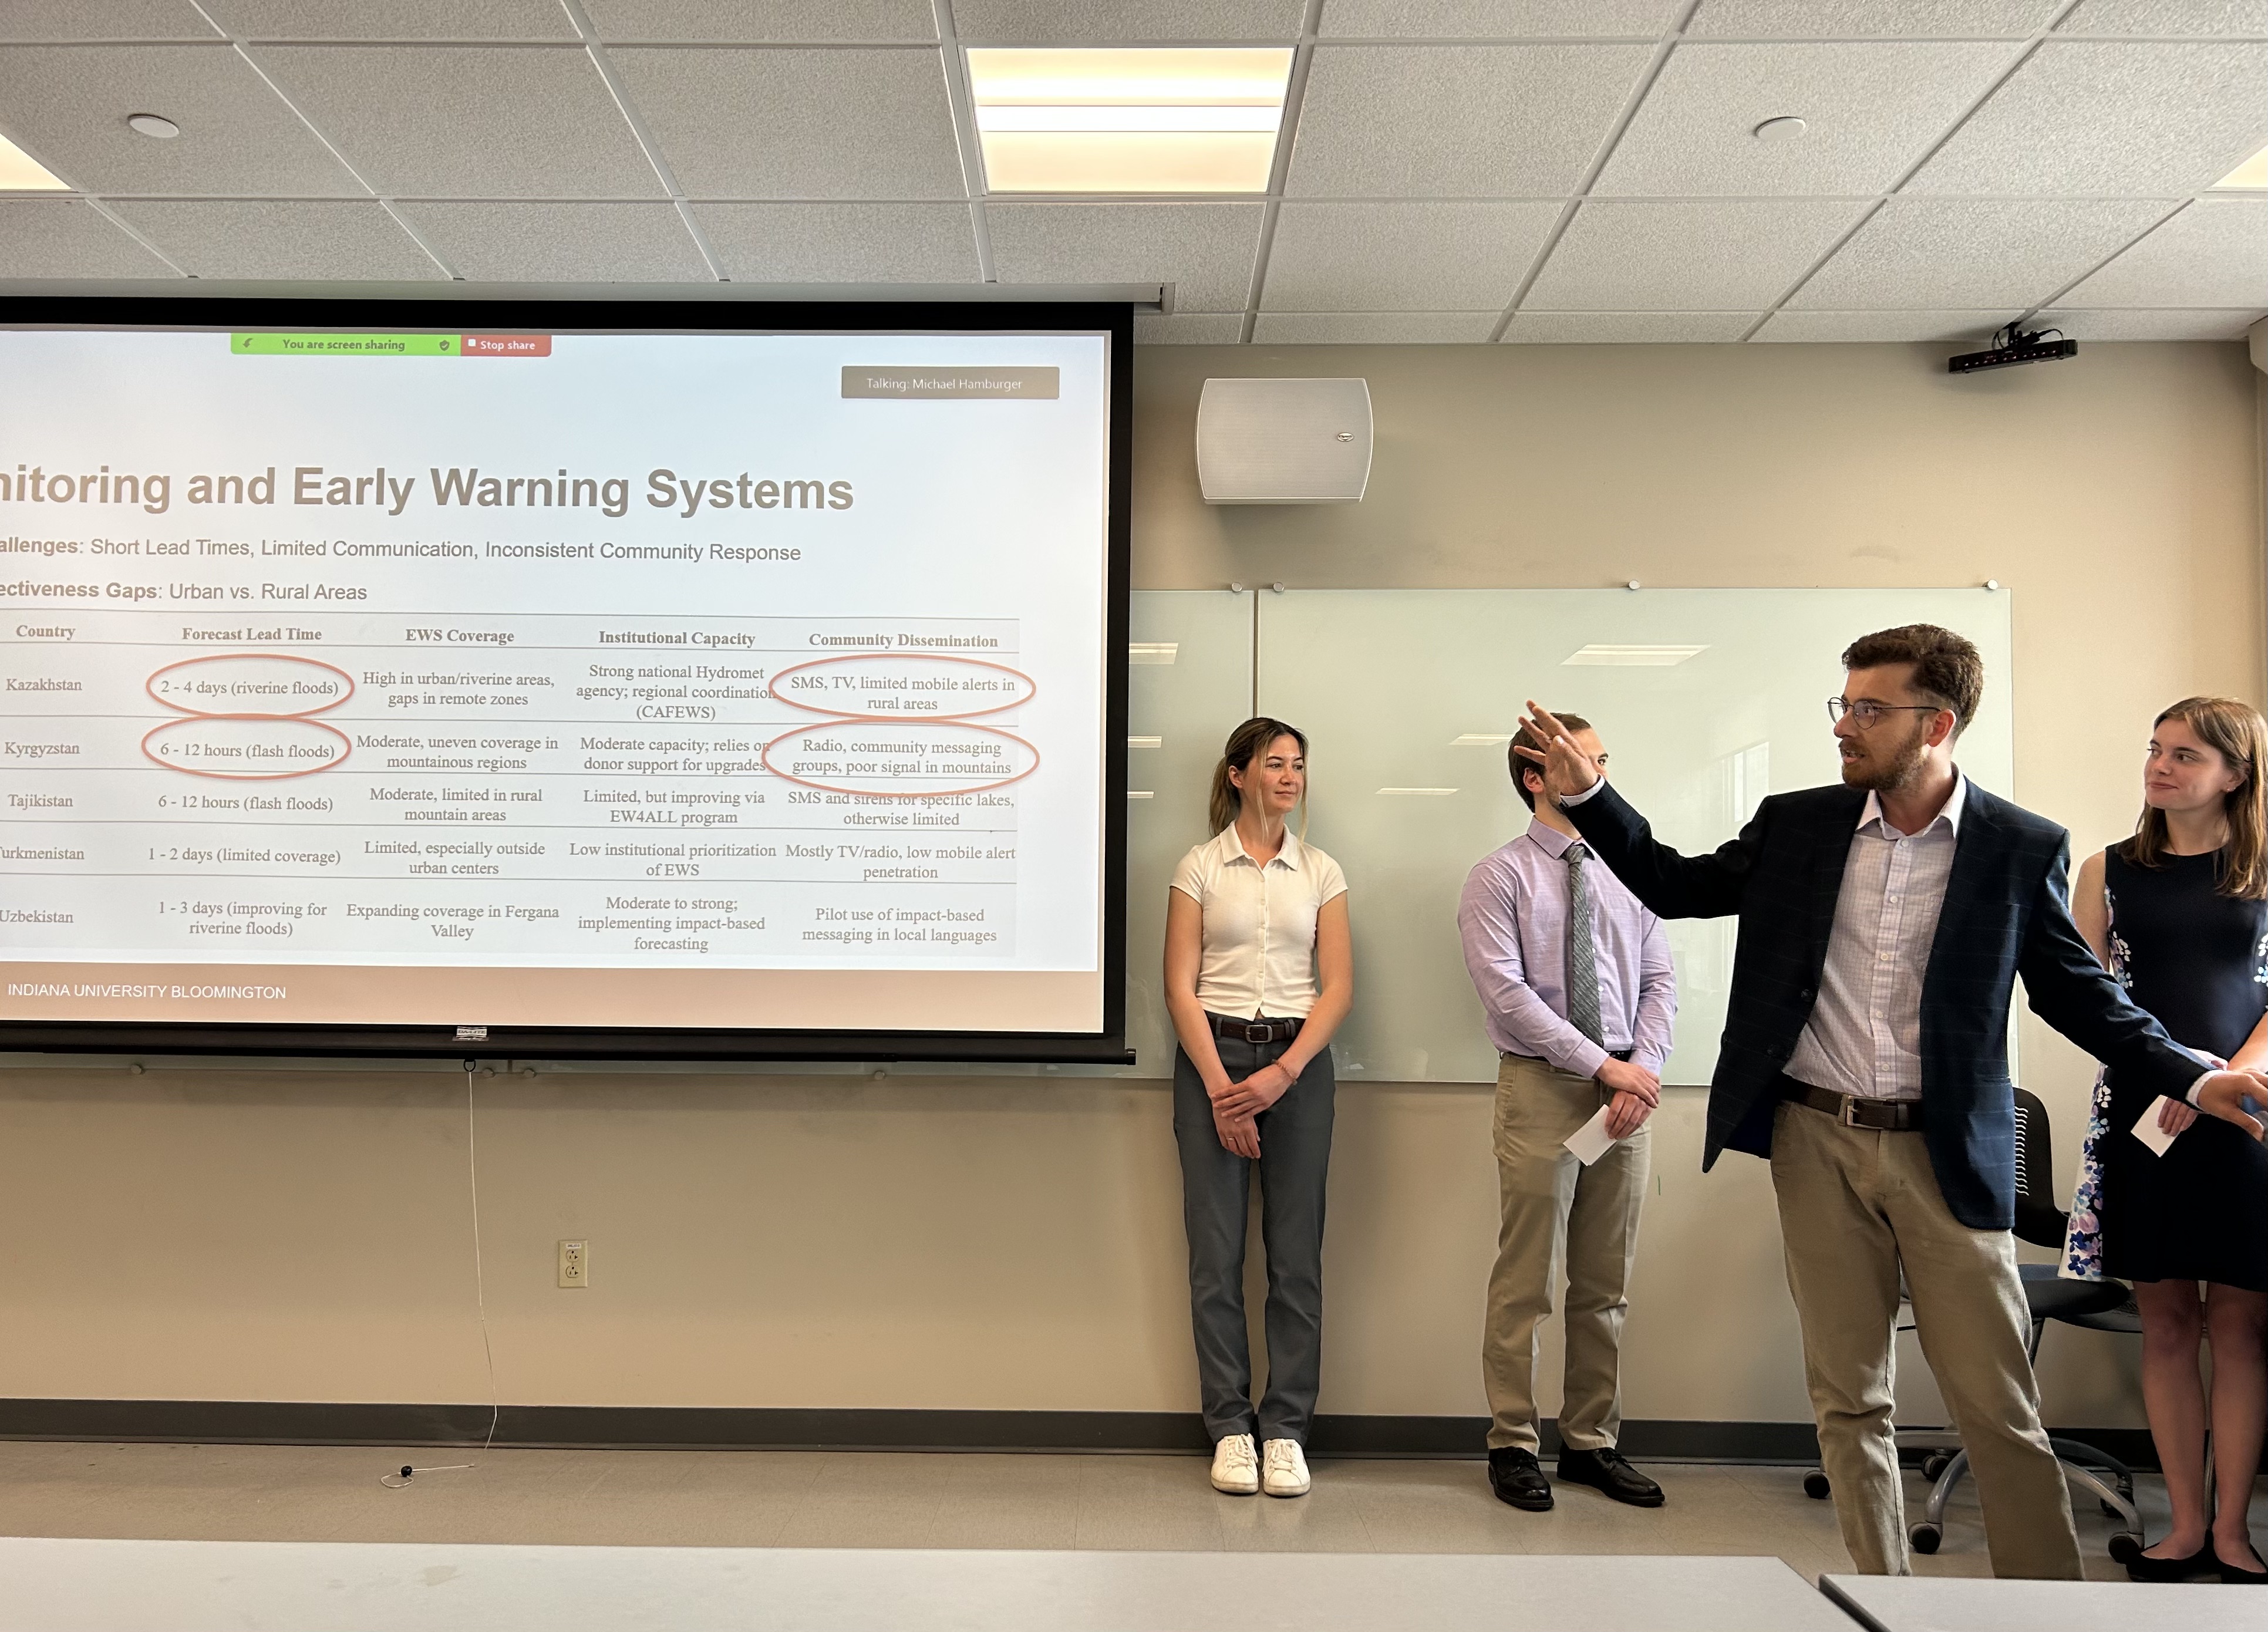 You are screen sharing
Stop share
Talking: Michael Hamburger
nitoring and Early Warning Systems
allenges: Short Lead Times, Limited Communication, Inconsistent Community Response
ectiveness Gaps: Urban vs. Rural Areas
Country Forecast Lead Time EWS Coverage Institutional Capacity Community Dissemination
Kazakhstan
2 - 4 days (riverine floods)
High in urban/riverine areas,
gaps in remote zones
Strong national Hydromet
agency; regional coordination
(CAFEWS)
SMS, TV, limited mobile alerts in
rural areas
Kyrgyzstan
6 - 12 hours (flash floods)
Moderate, uneven coverage in
mountainous regions
Moderate capacity; relies on
donor support for upgrades
Radio, community messaging
groups, poor signal in mountains
Tajikistan
6 - 12 hours (flash floods)
Moderate, limited in rural
mountain areas
Limited, but improving via
EW4ALL program
SMS and sirens for specific lakes,
otherwise limited
urkmenistan
1 - 2 days (limited coverage)
Limited, especially outside
urban centers
Low institutional prioritization
of EWS
Mostly TV/radio, low mobile alert
penetration
Uzbekistan
1 - 3 days (improving for
riverine floods)
Expanding coverage in Fergana
Valley
Moderate to strong;
implementing impact-based
forecasting
Pilot use of impact-based
messaging in local languages
INDIANA UNIVERSITY BLOOMINGTON